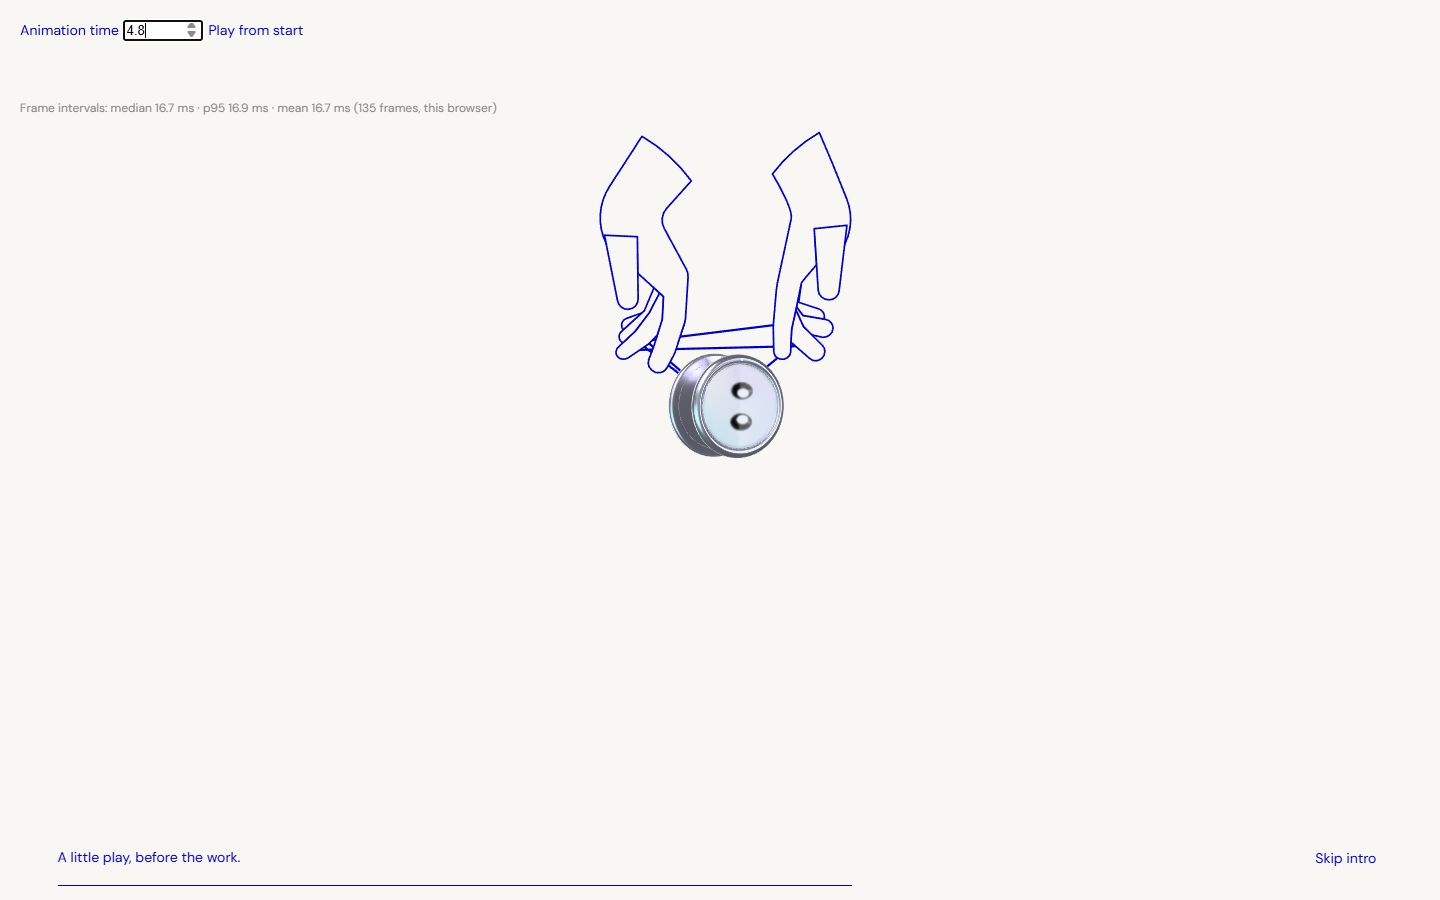 Animation time 4.8 Play from start
Frame intervals: median 16.7 ms · p95 16.9 ms · mean 16.7 ms (135 frames, this browser)
A little play, before the work.
Skip intro